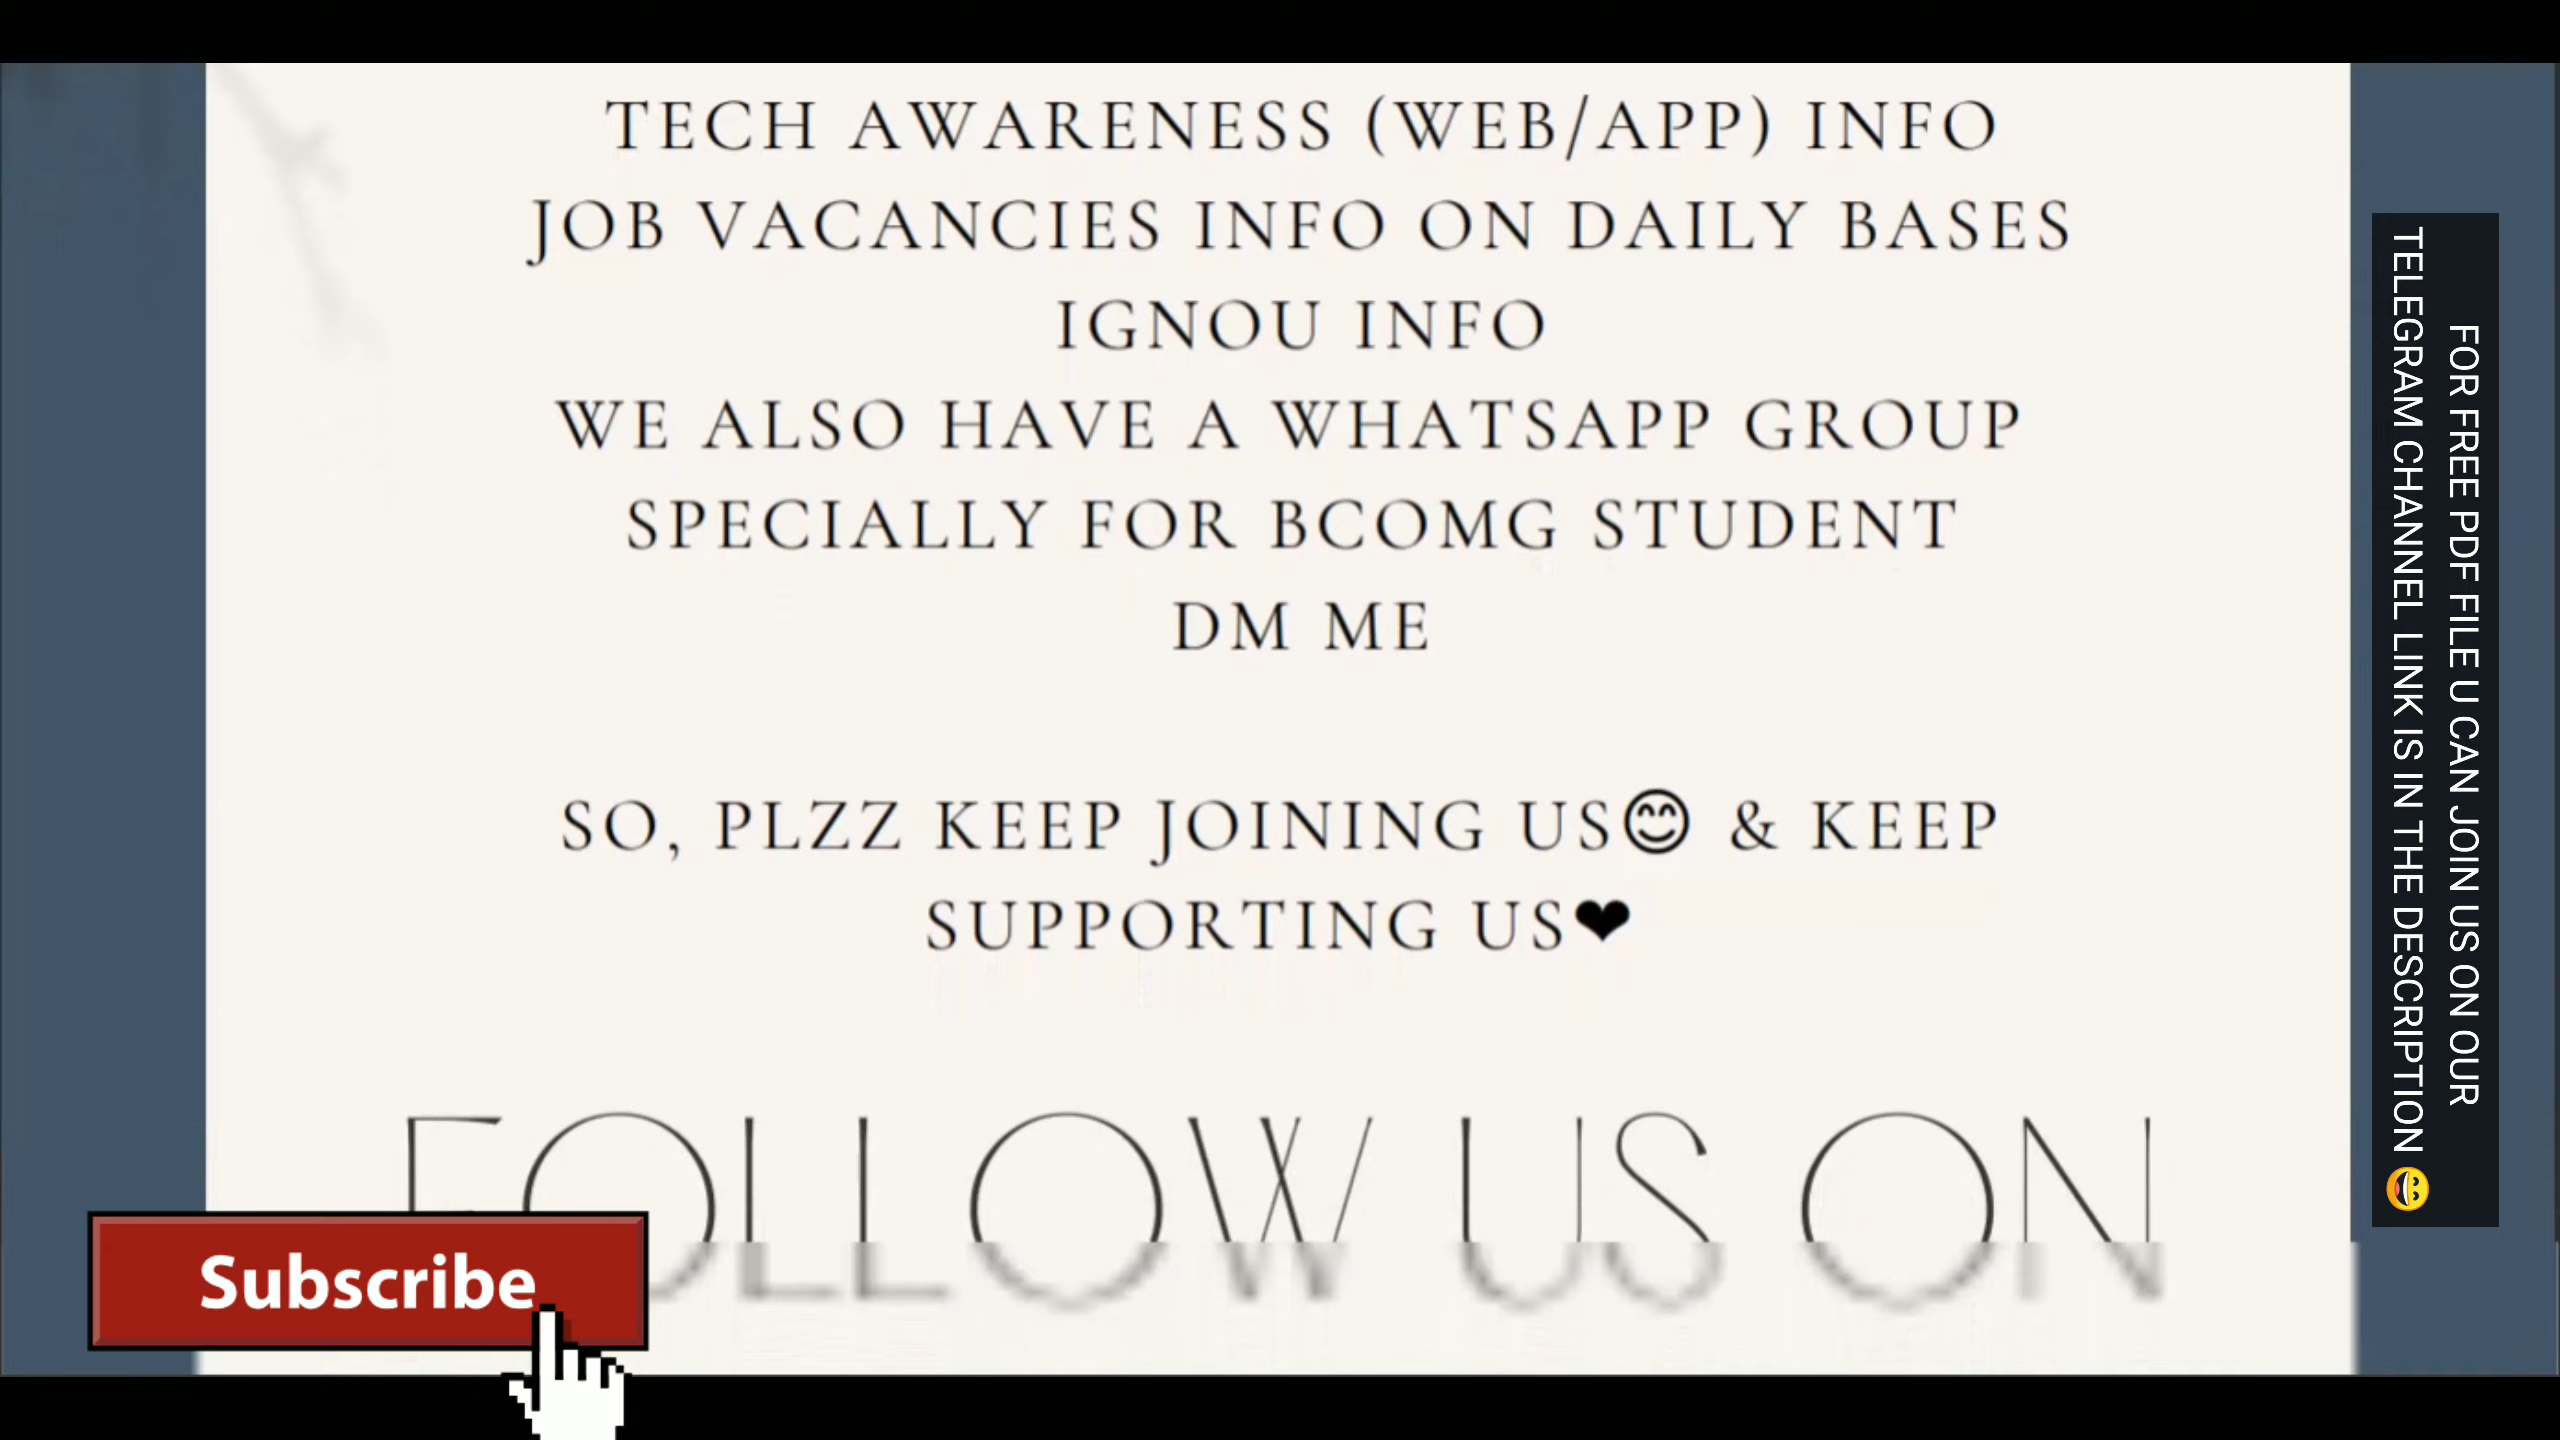 TECH AWARENESS (WEB/APP) INFO
JOB VACANCIES INFO ON DAILY BASES
IGNOU INFO
WE ALSO HAVE A WHATSAPP GROUP
SPECIALLY FOR BCOMG STUDENT
DM ME
SO, PLZZ KEEP JOINING US😊 & KEEP
SUPPORTING US❤
FOLLOW US ON
Subscribe
FOR FREE PDF FILE U CAN JOIN US ON OUR
TELEGRAM CHANNEL LINK IS IN THE DESCRIPTION 😄